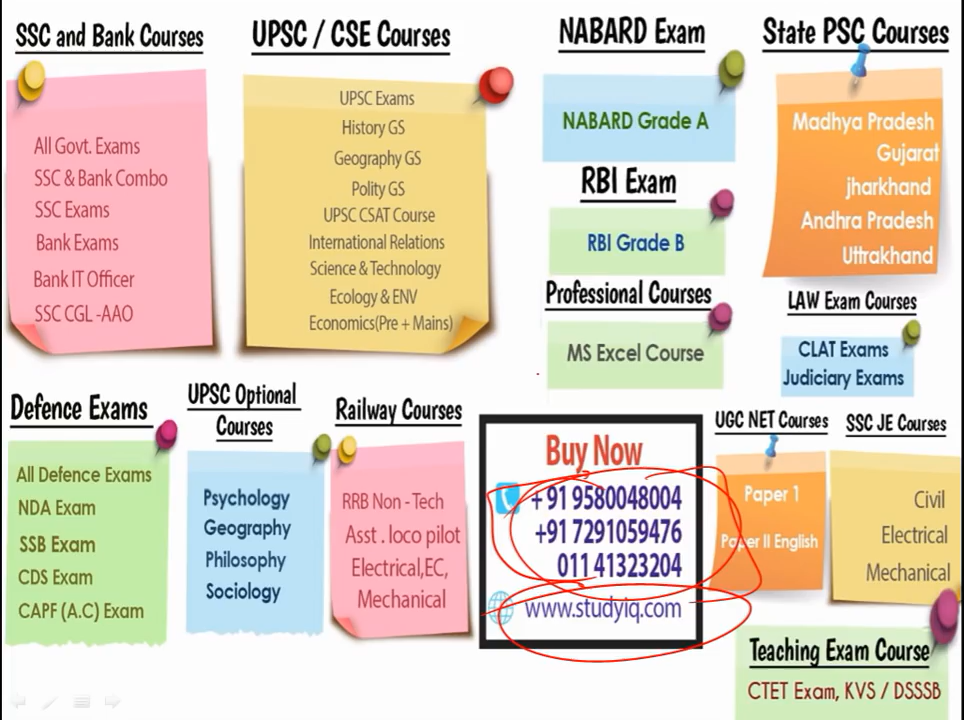 SSC and Bank Courses
All Govt. Exams
SSC & Bank Combo
SSC Exams
Bank Exams
Bank IT Officer
SSC CGL -AAO
UPSC / CSE Courses
UPSC Exams
History GS
Geography GS
Polity GS
UPSC CSAT Course
International Relations
Science & Technology
Ecology & ENV
Economics(Pre + Mains)
NABARD Exam
NABARD Grade A
RBI Exam
RBI Grade B
Professional Courses
MS Excel Course
State PSC Courses
Madhya Pradesh
Gujarat
jharkhand
Andhra Pradesh
Uttrakhand
LAW Exam Courses
CLAT Exams
Judiciary Exams
Defence Exams
All Defence Exams
NDA Exam
SSB Exam
CDS Exam
CAPF (A.C) Exam
UPSC Optional
Courses
Psychology
Geography
Philosophy
Sociology
Railway Courses
RRB Non - Tech
Asst . loco pilot
Electrical,EC,
Mechanical
Buy Now
+ 91 9580048004
+91 7291059476
011 41323204
www.studyiq.com
UGC NET Courses
Paper 1
Paper II English
SSC JE Courses
Civil
Electrical
Mechanical
Teaching Exam Course
CTET Exam, KVS / DSSSB